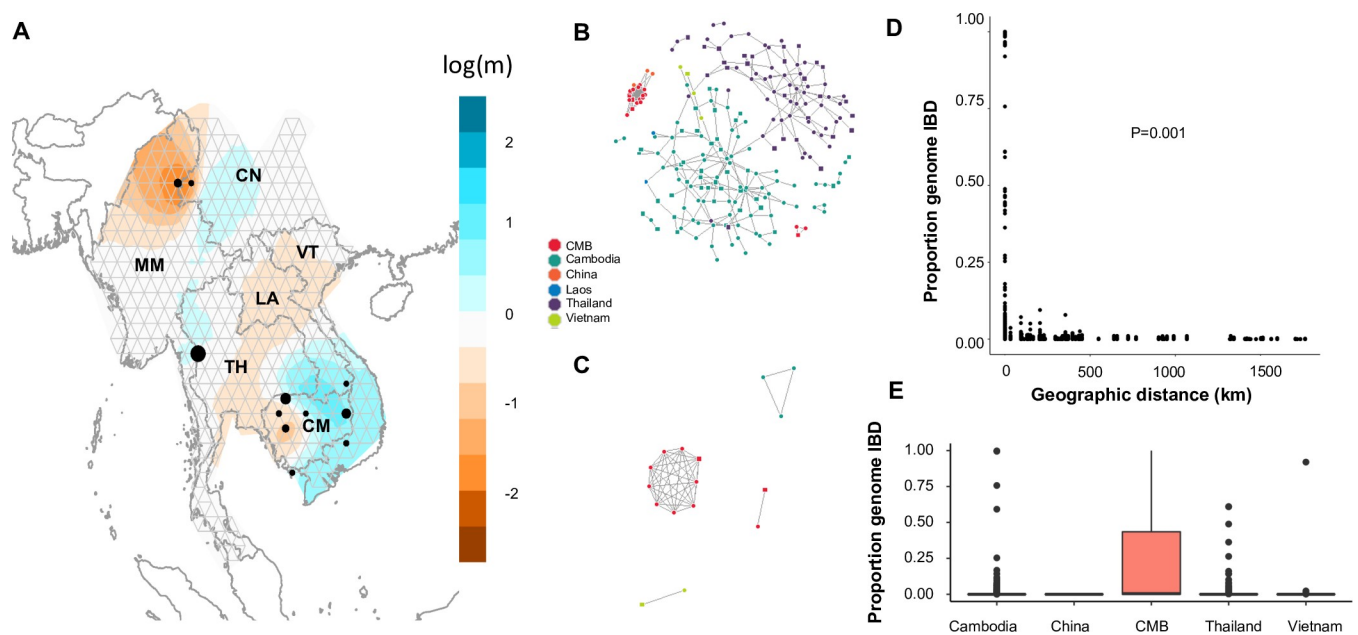 A
log(m)
2
1
0
-1
-2
CN
MM
VT
LA
TH
CM
B
CMB
Cambodia
China
Laos
Thailand
Vietnam
C
D
Proportion genome IBD
1.00
0.75
0.50
0.25
0.00
P=0.001
0
500
1000
1500
Geographic distance (km)
E
Proportion genome IBD
1.00
0.75
0.50
0.25
0.00
Cambodia
China
CMB
Thailand
Vietnam